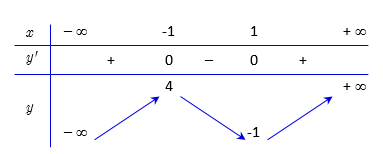 x − ∞ -1 1 + ∞
y′ + 0 − 0 +
4 + ∞
y
− ∞ -1